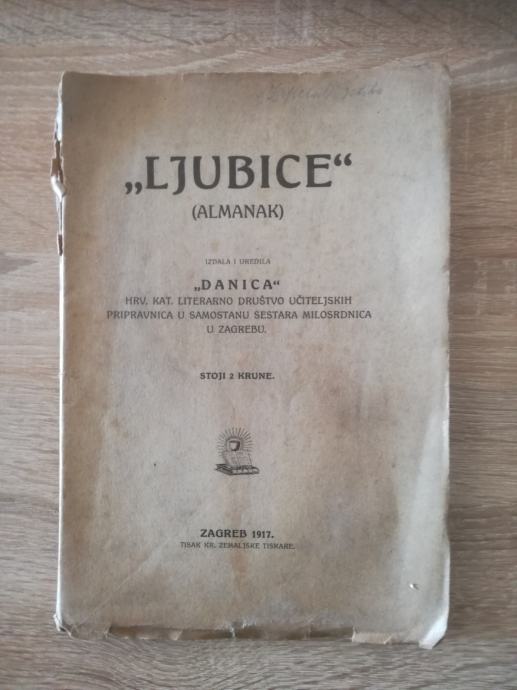 „LJUBICE“
(ALMANAK)
IZDALA I UREDILA
„DANICA“
HRV. KAT. LITERARNO DRUŠTVO UČITELJSKIH
PRIPRAVNICA U SAMOSTANU SESTARA MILOSRDNICA
U ZAGREBU.
STOJI 2 KRUNE.
ZAGREB 1917.
TISAK KR. ZEMALJSKE TISKARE.